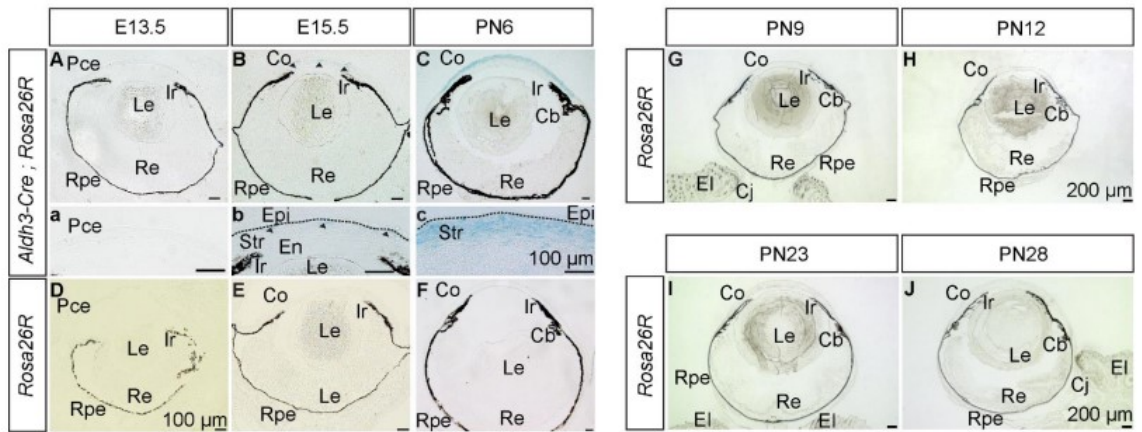 E13.5 E15.5 PN6 PN9 PN12
Aldh3-Cre ; Rosa26R
A Pce Le Ir Re Rpe
B Co Ir Le Re Rpe
C Co Ir Le Cb Re Rpe
a Pce
b Epi Str En Ir Le
c Epi Str 100 µm
Rosa26R
D Pce Le Ir Re Rpe 100 µm
E Co Ir Le Le Rpe
F Co Ir Cb Le Rpe Re
Rosa26R
G Co Ir Le Cb Re Rpe El Cj
H Co Ir Le Cb Re Rpe 200 µm
PN23 PN28
Rosa26R
I Co Ir Le Cb Rpe Re El El
J Co Ir Cb Le El Re Cj Rpe 200 µm